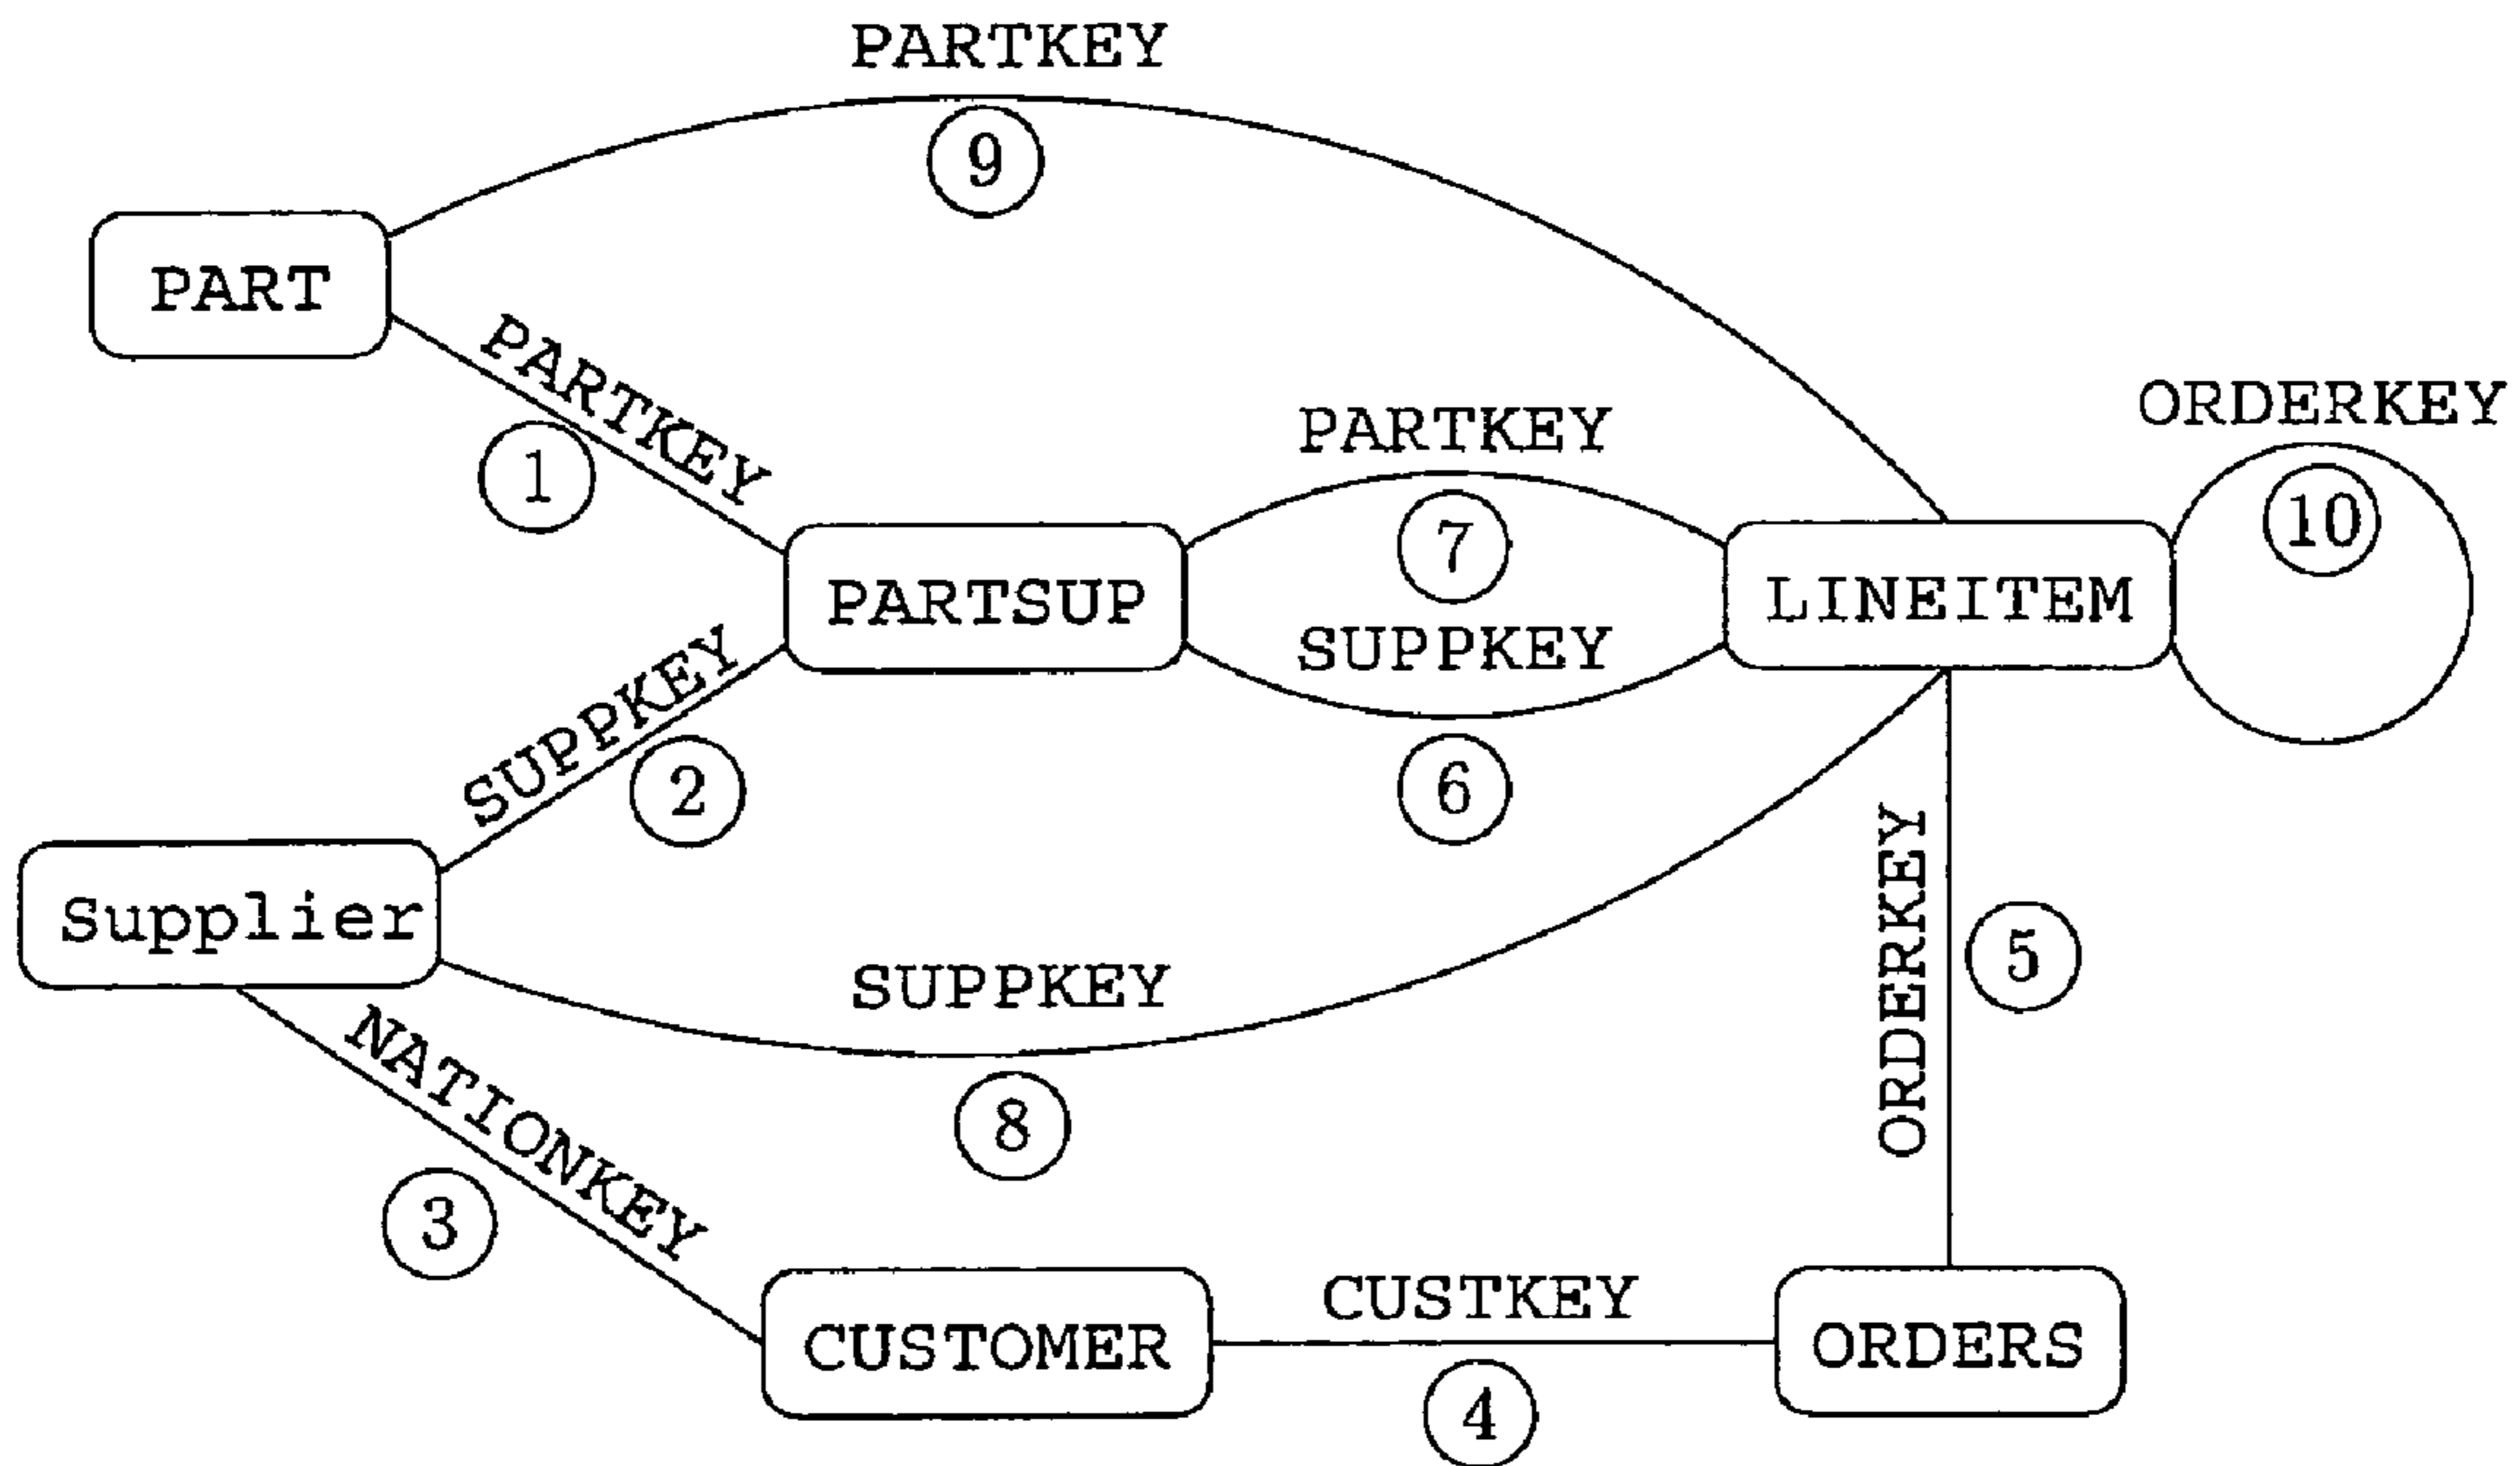 PARTKEY
9
PART
PARTKEY
1
PARTKEY
7
ORDERKEY
10
PARTSUP
LINEITEM
SUPPKEY
6
SUPPKEY
2
Supplier
SUPPKEY
8
ORDERKEY
5
NATIONKEY
3
CUSTOMER
CUSTKEY
4
ORDERS